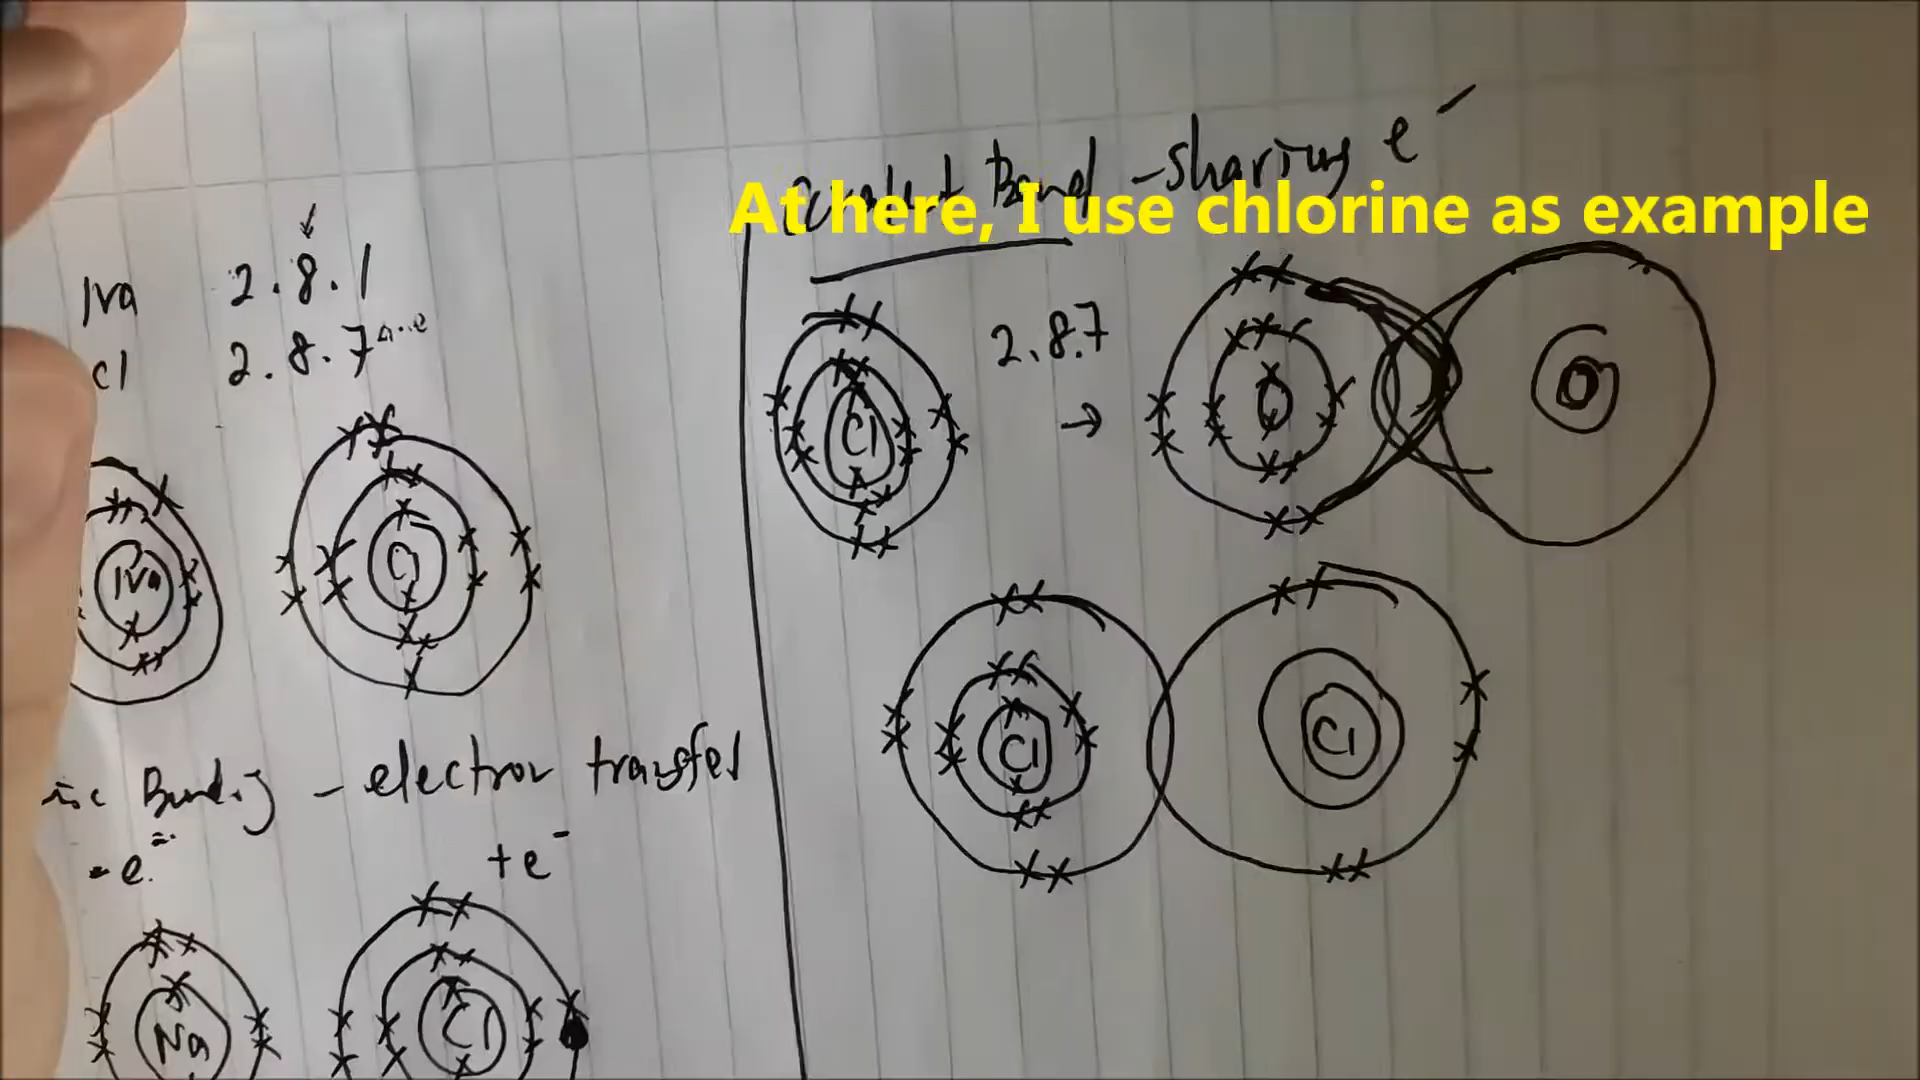 Covalent Bond - sharing e⁻
At here, I use chlorine as example
Na 2.8.1
Cl 2.8.7
2.8.7
→
Cl
Na
Cl
Cl
Bonding - electron transfer
-e⁻
+e⁻
Na
Cl